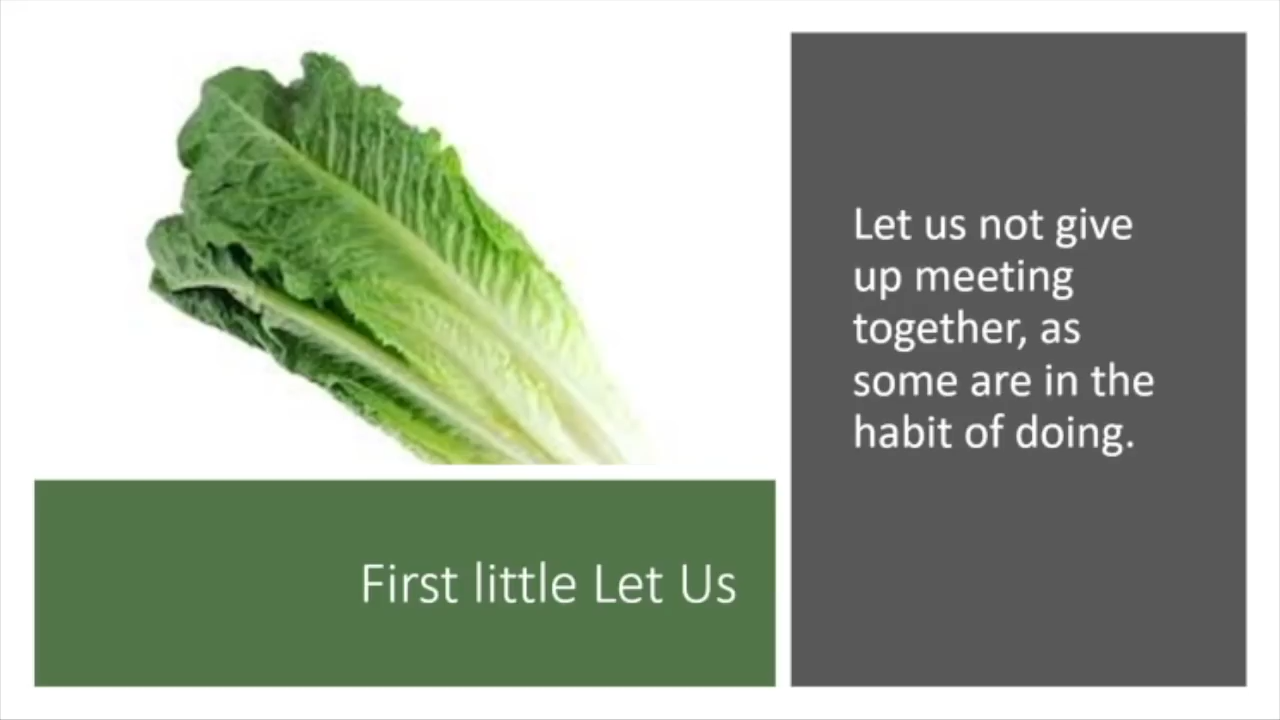 First little Let Us
Let us not give
up meeting
together, as
some are in the
habit of doing.